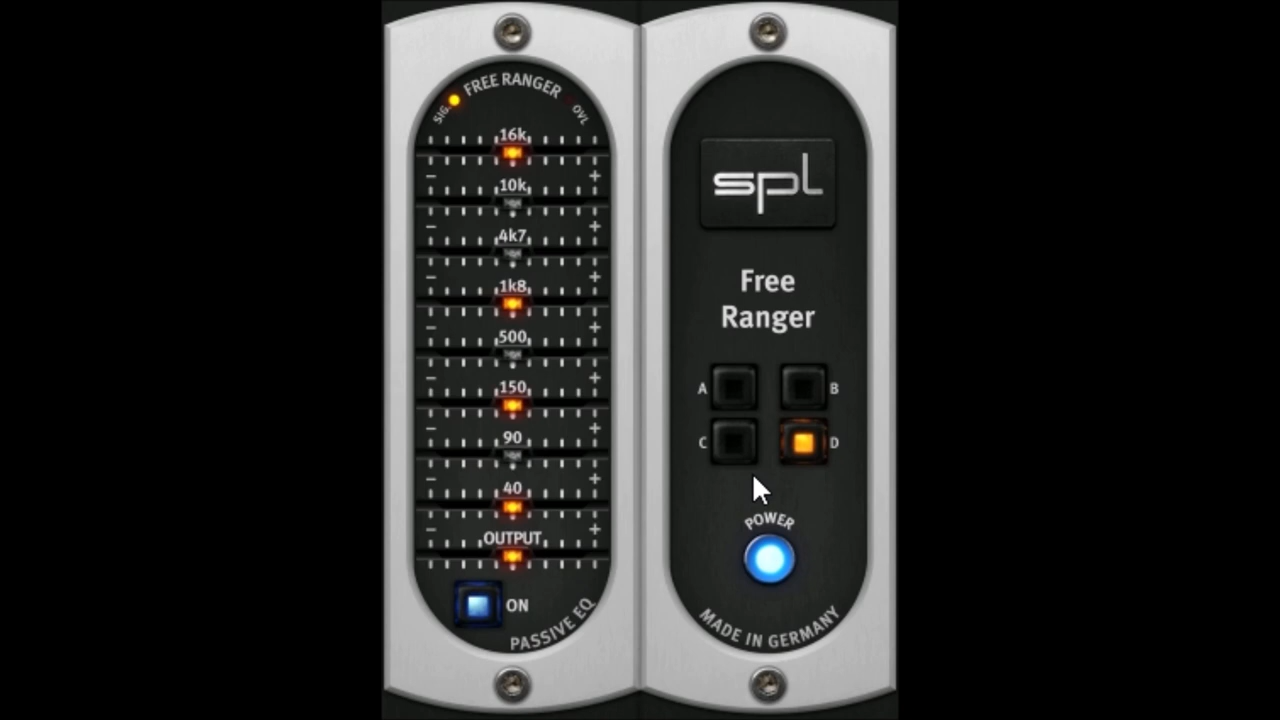 FREE RANGER
SIG.
OVL
16k
- +
10k
- +
4k7
- +
1k8
- +
500
- +
150
- +
90
- +
40
- +
OUTPUT
ON
PASSIVE EQ
spl
Free
Ranger
A B
C D
POWER
MADE IN GERMANY